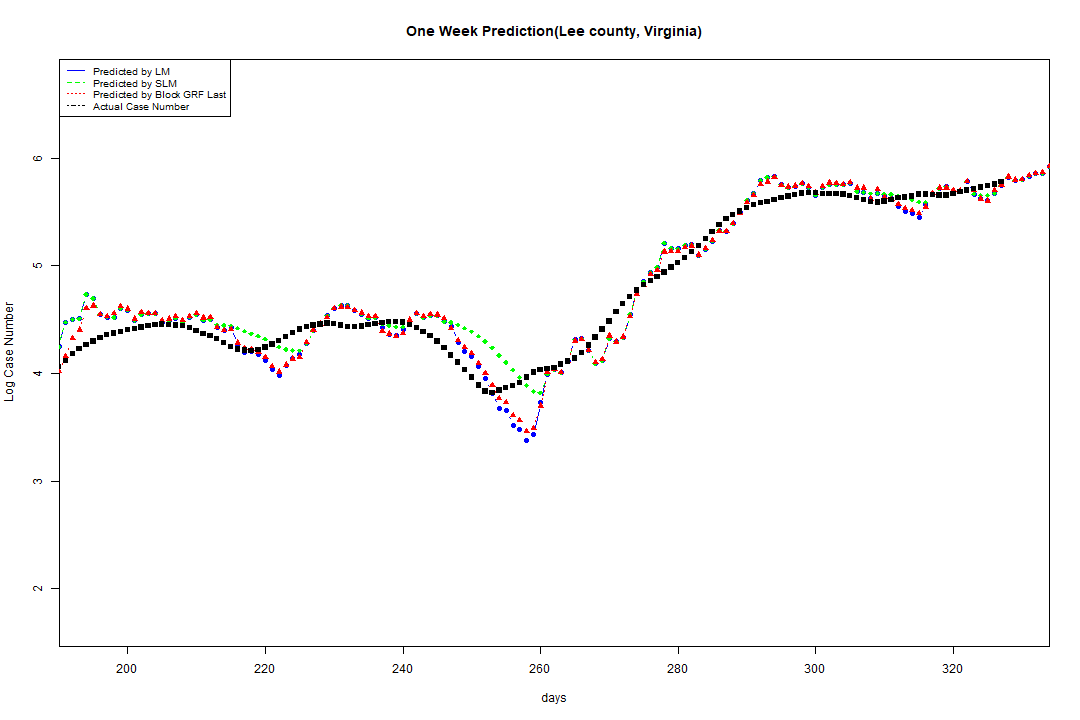 One Week Prediction(Lee county, Virginia)
Predicted by LM
Predicted by SLM
Predicted by Block GRF Last
Actual Case Number
Log Case Number
6
5
4
3
2
200 220 240 260 280 300 320
days